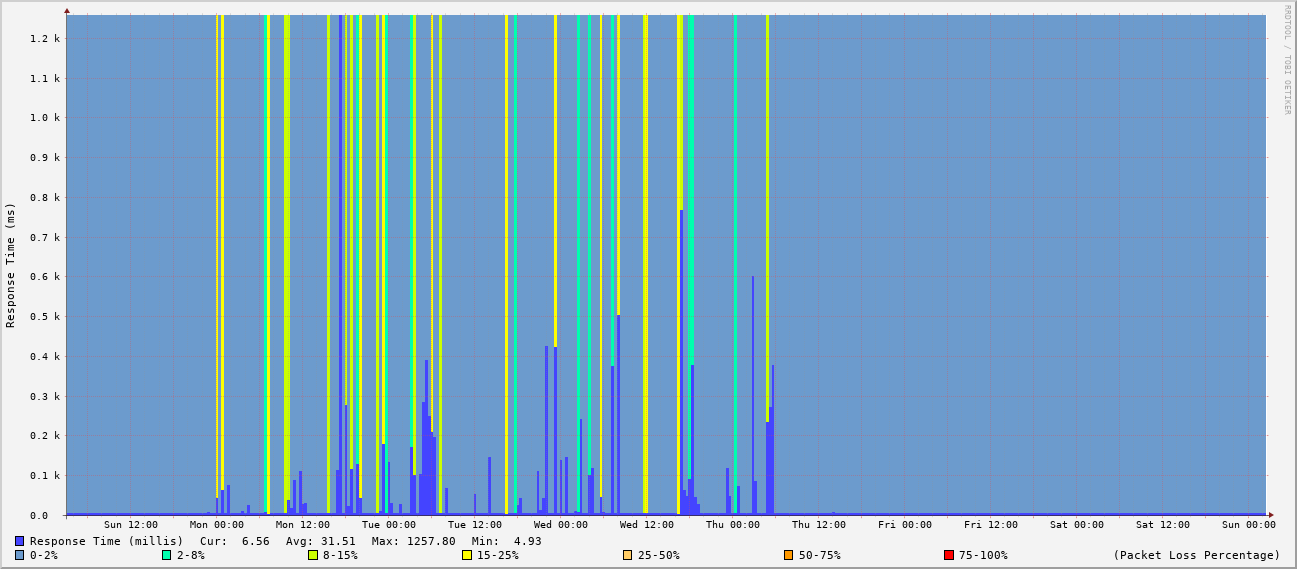 RRDTOOL / TOBI OETIKER
Response Time (ms)
1.2 k
1.1 k
1.0 k
0.9 k
0.8 k
0.7 k
0.6 k
0.5 k
0.4 k
0.3 k
0.2 k
0.1 k
0.0
Sun 12:00 Mon 00:00 Mon 12:00 Tue 00:00 Tue 12:00 Wed 00:00 Wed 12:00 Thu 00:00 Thu 12:00 Fri 00:00 Fri 12:00 Sat 00:00 Sat 12:00 Sun 00:00
Response Time (millis) Cur: 6.56 Avg: 31.51 Max: 1257.80 Min: 4.93
0-2% 2-8% 8-15% 15-25% 25-50% 50-75% 75-100% (Packet Loss Percentage)